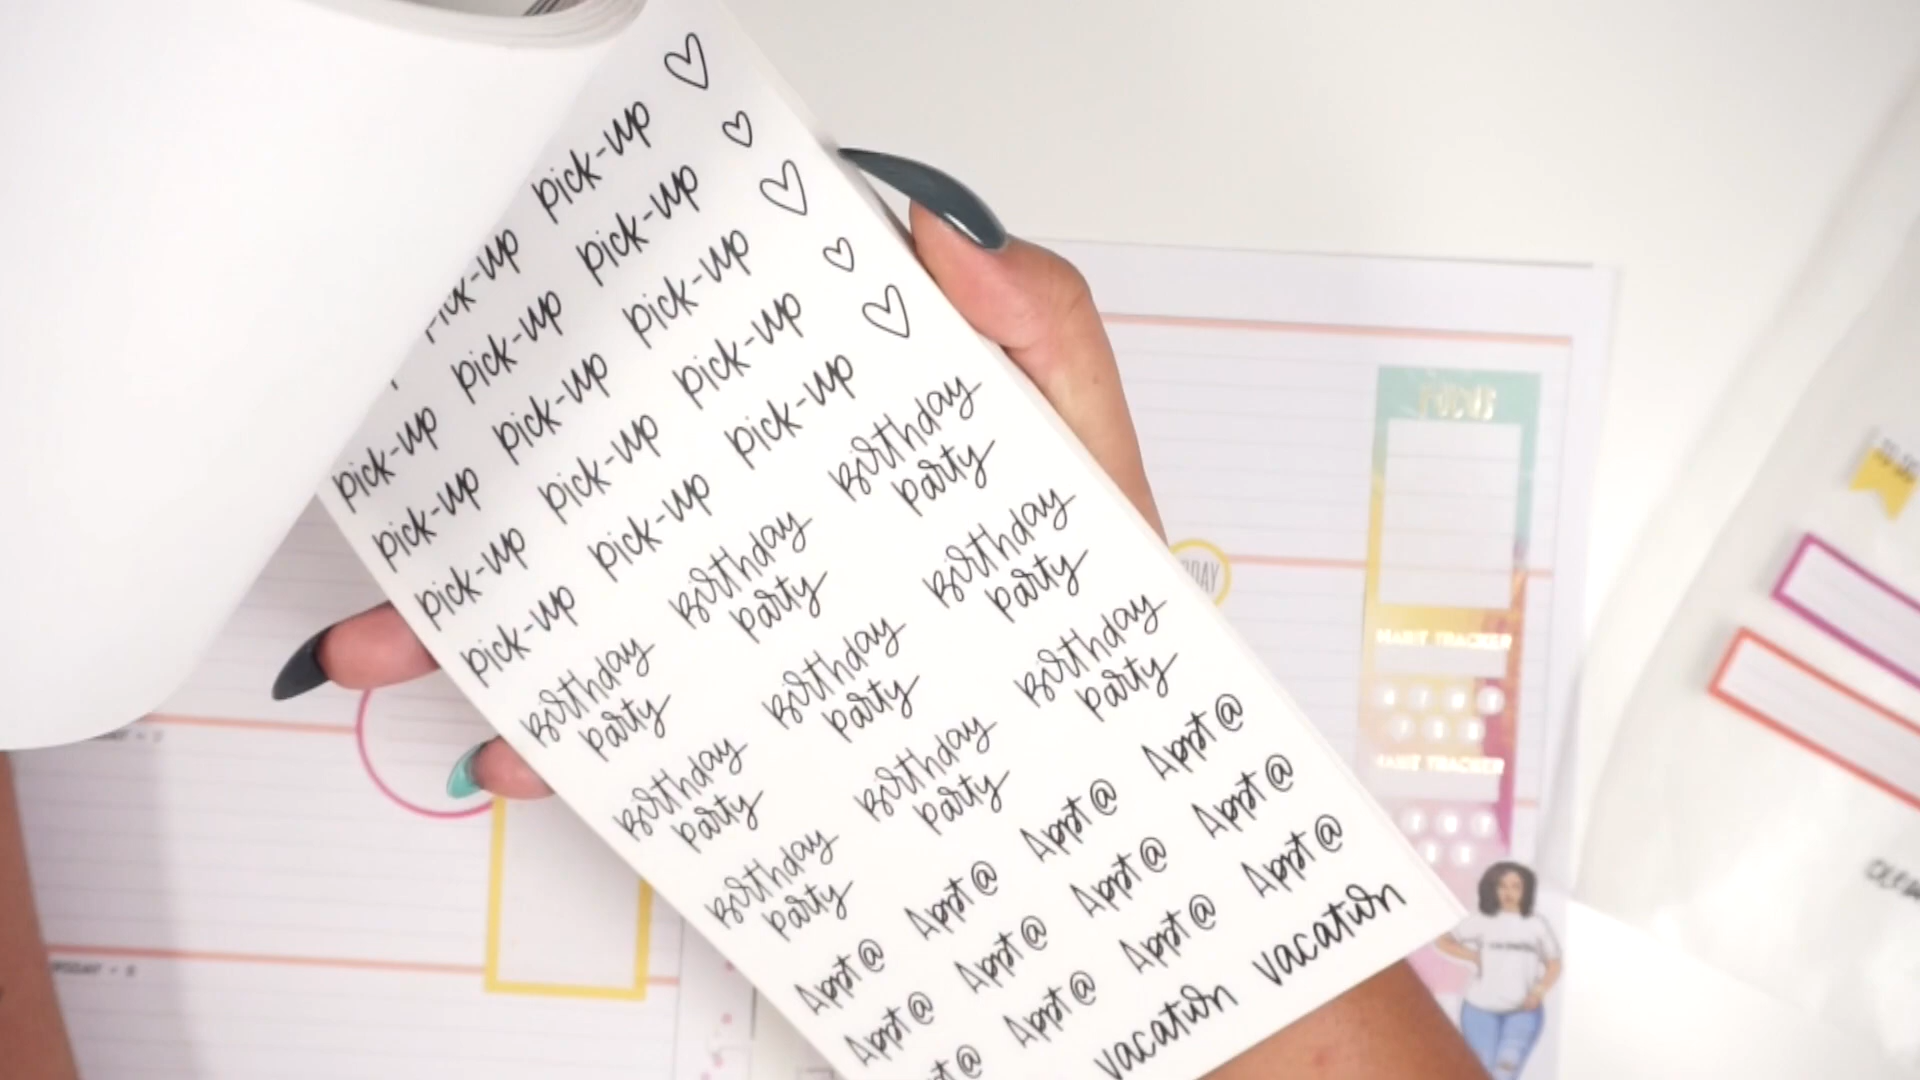 pick-up
pick-up pick-up
pick-up pick-up
pick-up pick-up pick-up
pick-up pick-up pick-up
pick-up pick-up
pick-up
Birthday Birthday Birthday
party party party
Birthday Birthday Birthday
party party party
Birthday Birthday Birthday
party party party
Appt @ Appt @ Appt @ Appt @
Appt @ Appt @ Appt @ Appt @
Appt @ Appt @ Appt @
vacation vacation
FOCUS
HABIT TRACKER
HABIT TRACKER